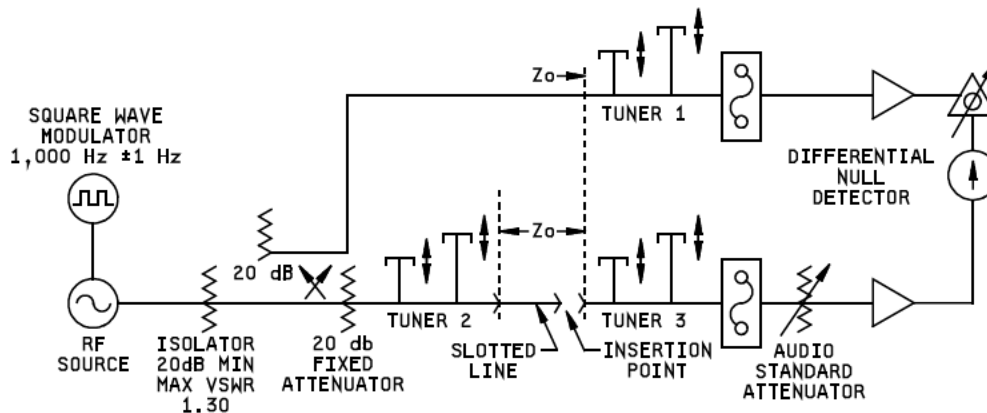 Zo
TUNER 1
SQUARE WAVE
MODULATOR
1,000 Hz ±1 Hz
DIFFERENTIAL
NULL
DETECTOR
20 dB
Zo
TUNER 2
TUNER 3
RF
SOURCE
ISOLATOR
20dB MIN
MAX VSWR
1.30
20 db
FIXED
ATTENUATOR
SLOTTED
LINE
INSERTION
POINT
AUDIO
STANDARD
ATTENUATOR